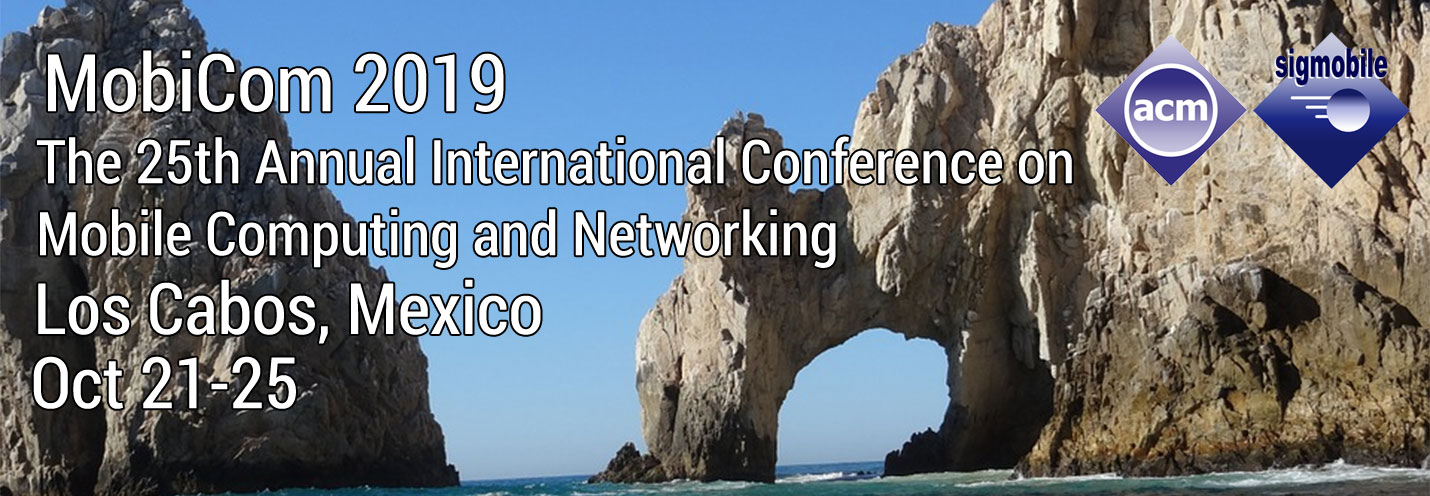 MobiCom 2019
The 25th Annual International Conference on
Mobile Computing and Networking
Los Cabos, Mexico
Oct 21-25
acm
sigmobile